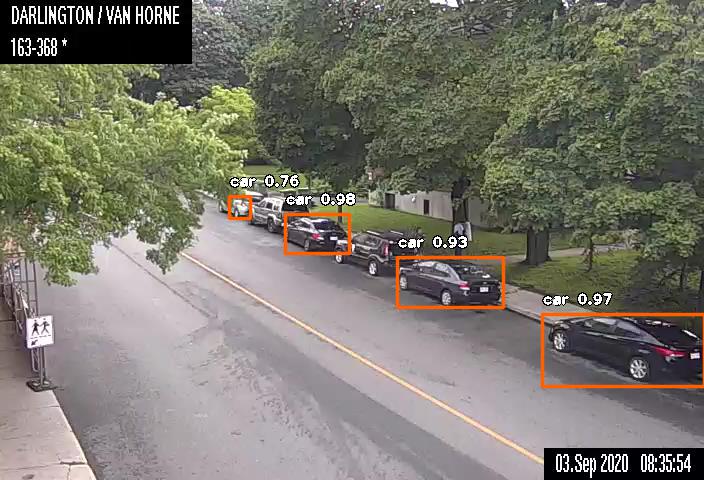 DARLINGTON / VAN HORNE
163-368 *
car 0.76
car 0.98
car 0.93
car 0.97
03.Sep 2020 08:35:54